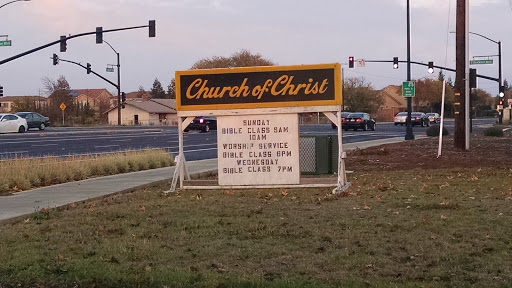 Church of Christ
SUNDAY
BIBLE CLASS 9AM
10AM
WORSHIP SERVICE
BIBLE CLASS 6PM
WEDNESDAY
BIBLE CLASS 7PM